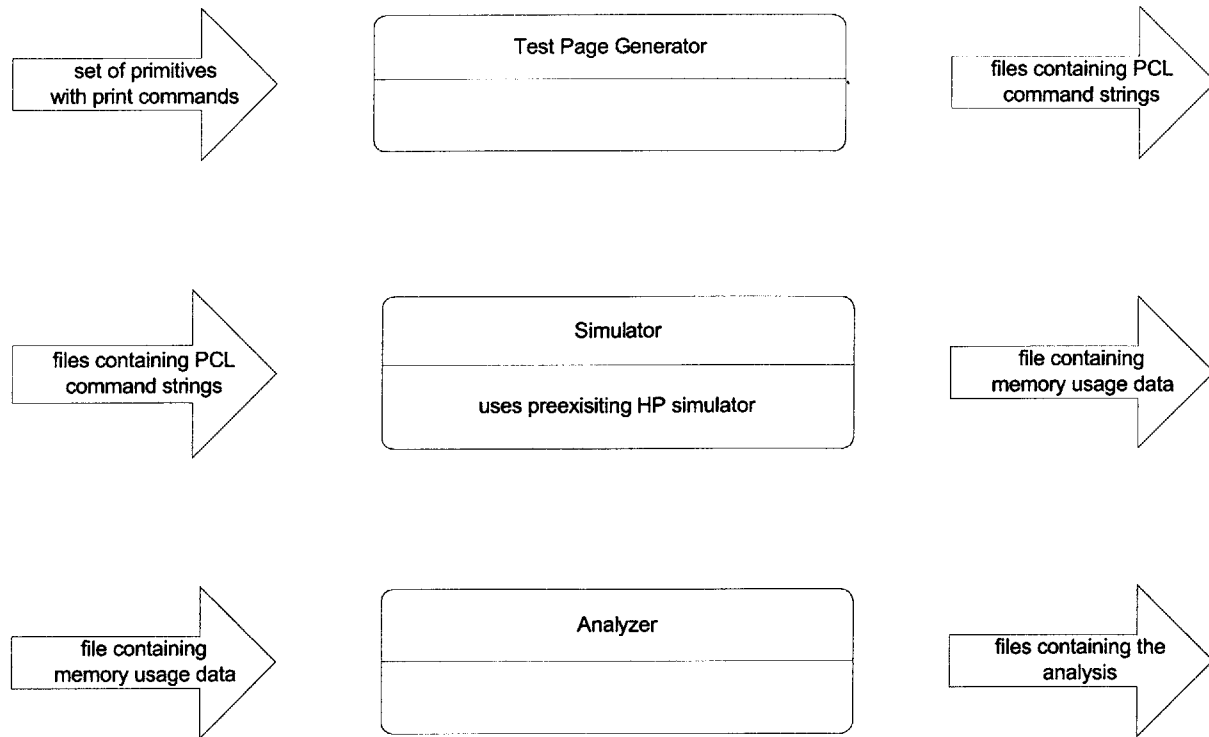 set of primitives
with print commands
Test Page Generator
files containing PCL
command strings
files containing PCL
command strings
Simulator
uses preexisiting HP simulator
file containing
memory usage data
file containing
memory usage data
Analyzer
files containing the
analysis